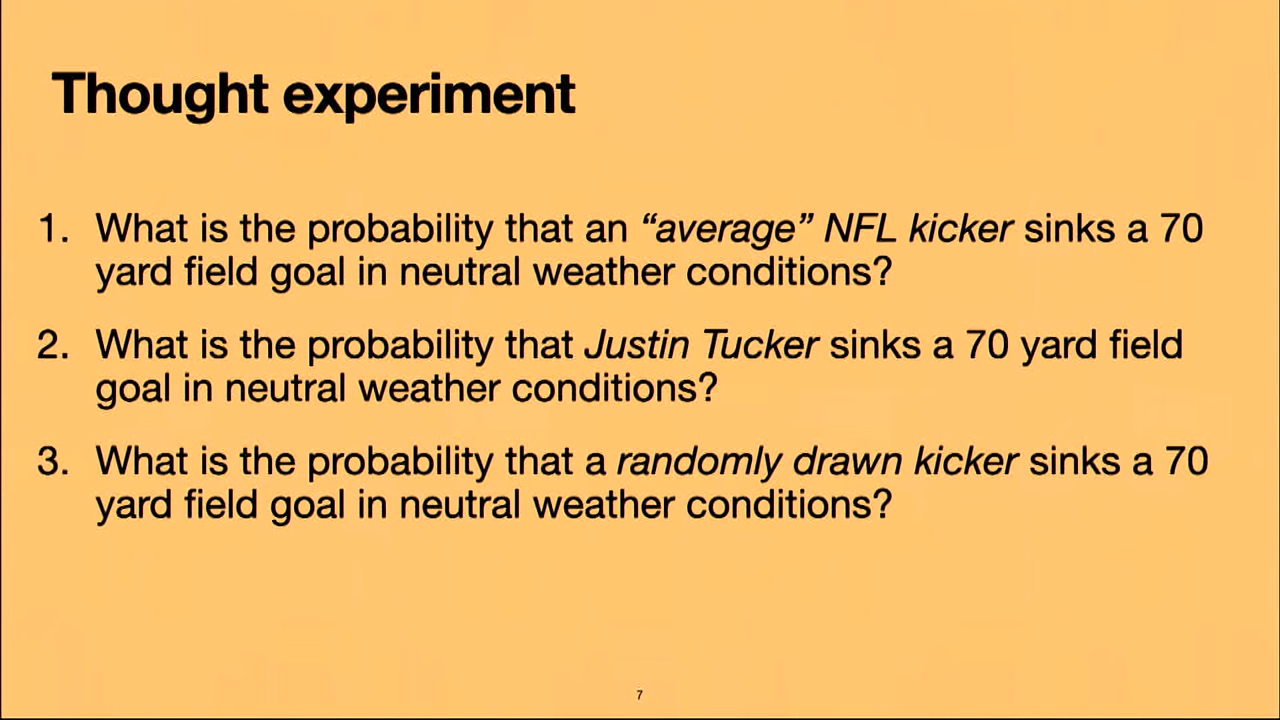 Thought experiment
1. What is the probability that an “average” NFL kicker sinks a 70
yard field goal in neutral weather conditions?
2. What is the probability that Justin Tucker sinks a 70 yard field
goal in neutral weather conditions?
3. What is the probability that a randomly drawn kicker sinks a 70
yard field goal in neutral weather conditions?
7